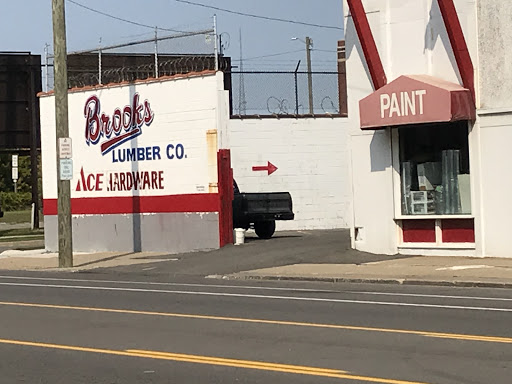 Brooks
LUMBER CO.
ACE HARDWARE
PAINT